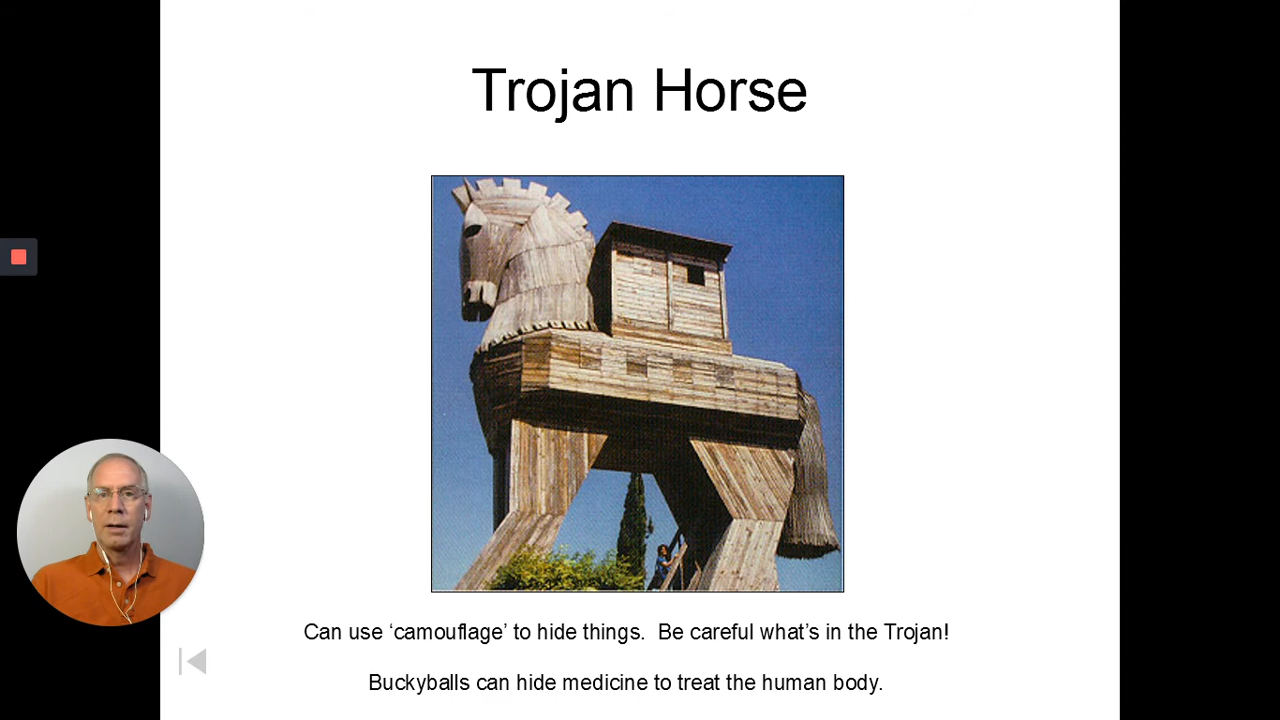 Trojan Horse
Can use ‘camouflage’ to hide things.  Be careful what’s in the Trojan!
Buckyballs can hide medicine to treat the human body.